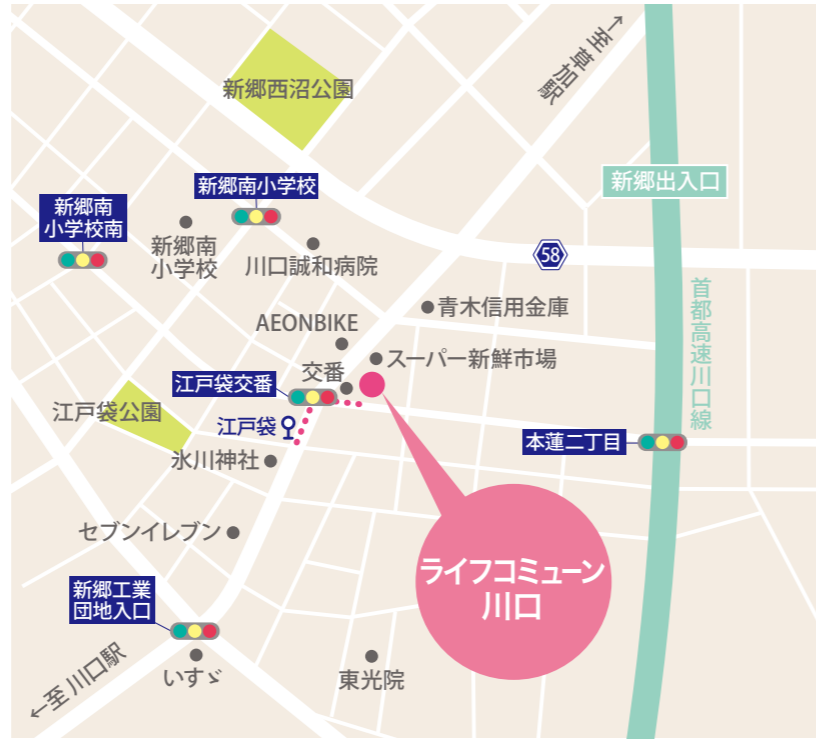 ↑至草加駅
新郷西沼公園
新郷出入口
新郷南小学校
新郷南
小学校南
新郷南
小学校
川口誠和病院
58
首都高速川口線
青木信用金庫
AEONBIKE
スーパー新鮮市場
交番
江戸袋交番
江戸袋公園
江戸袋
本蓮二丁目
氷川神社
セブンイレブン
ライフコミューン
川口
新郷工業
団地入口
いすゞ
東光院
←至 川口駅